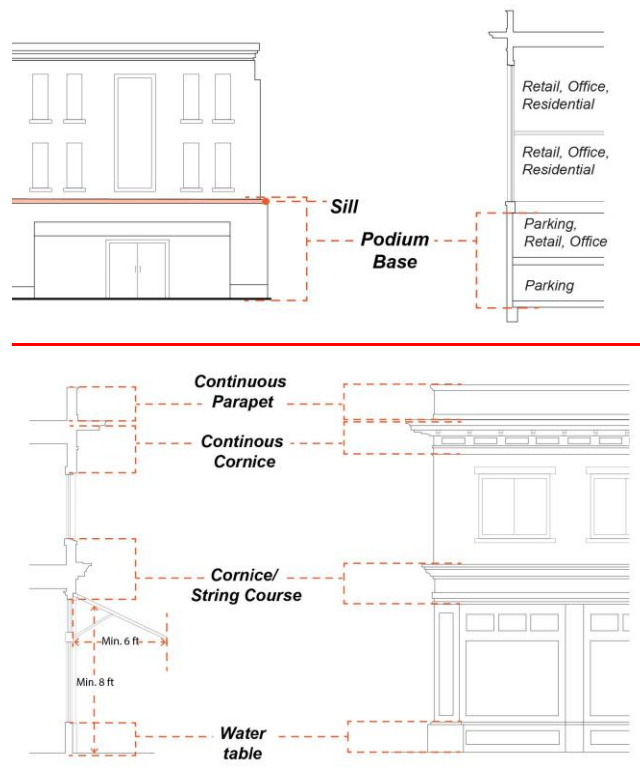 Retail, Office,
Residential
Retail, Office,
Residential
Sill
Podium
Base
Parking,
Retail, Office
Parking
Continuous
Parapet
Continous
Cornice
Cornice/
String Course
Min. 6 ft
Min. 8 ft
Water
table